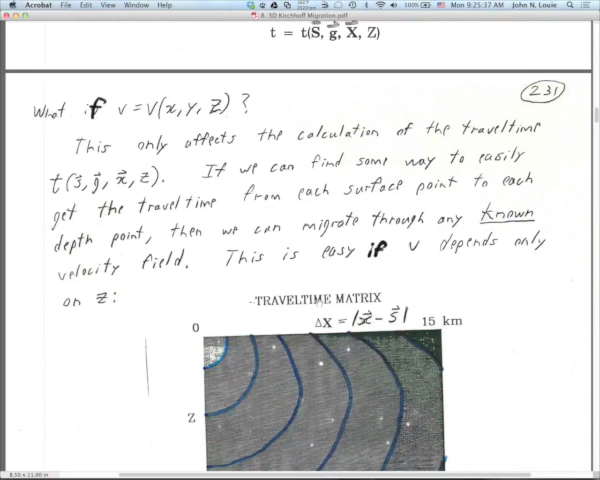 Acrobat File Edit View Window Help 100% Mon 9:25:37 AM John N. Louie
8. 3D Kirchhoff Migration.pdf
t = t(S, g, X, Z)
231
What if v = V(x, y, z) ?
This only affects the calculation of the traveltime
t(s⃗, g⃗, x⃗, z). If we can find some way to easily
get the traveltime from each surface point to each
depth point, then we can migrate through any known
velocity field. This is easy if v depends only
on z:
TRAVELTIME MATRIX
0 ΔX = |x⃗ - s⃗| 15 km
Z
8.50 x 11.00 in